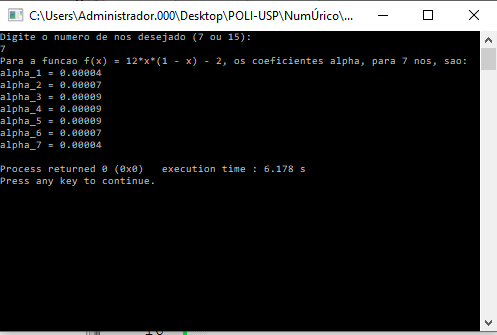 C:\Users\Administrador.000\Desktop\POLI-USP\NumÚrico\...
Digite o numero de nos desejado (7 ou 15):
7
Para a funcao f(x) = 12*x*(1 - x) - 2, os coeficientes alpha, para 7 nos, sao:
alpha_1 = 0.00004
alpha_2 = 0.00007
alpha_3 = 0.00009
alpha_4 = 0.00009
alpha_5 = 0.00009
alpha_6 = 0.00007
alpha_7 = 0.00004
Process returned 0 (0x0)   execution time : 6.178 s
Press any key to continue.